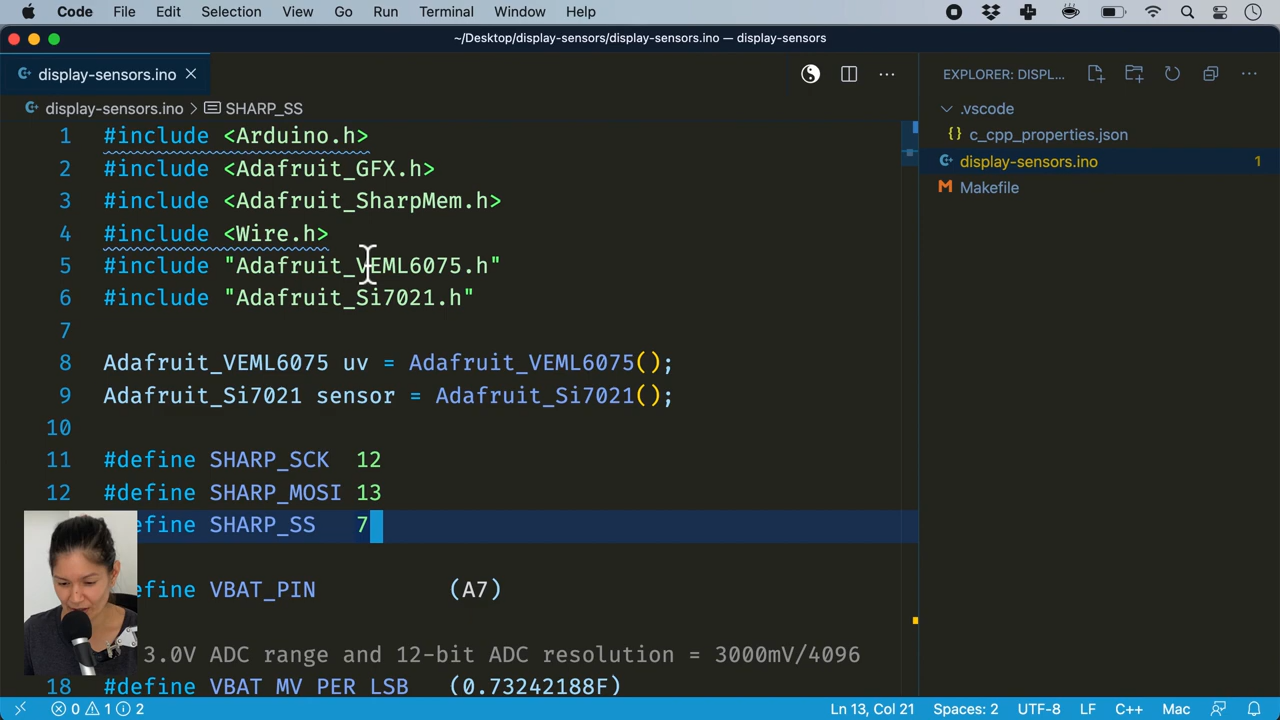 Code File Edit Selection View Go Run Terminal Window Help
~/Desktop/display-sensors/display-sensors.ino — display-sensors
display-sensors.ino
EXPLORER: DISPL...
display-sensors.ino > SHARP_SS
.vscode
{} c_cpp_properties.json
display-sensors.ino 1
Makefile
1 #include <Arduino.h>
2 #include <Adafruit_GFX.h>
3 #include <Adafruit_SharpMem.h>
4 #include <Wire.h>
5 #include "Adafruit_VEML6075.h"
6 #include "Adafruit_Si7021.h"
7
8 Adafruit_VEML6075 uv = Adafruit_VEML6075();
9 Adafruit_Si7021 sensor = Adafruit_Si7021();
10
11 #define SHARP_SCK 12
12 #define SHARP_MOSI 13
efine SHARP_SS 7
efine VBAT_PIN (A7)
3.0V ADC range and 12-bit ADC resolution = 3000mV/4096
18 #define VBAT_MV_PER_LSB (0.73242188F)
0 1 2
Ln 13, Col 21 Spaces: 2 UTF-8 LF C++ Mac